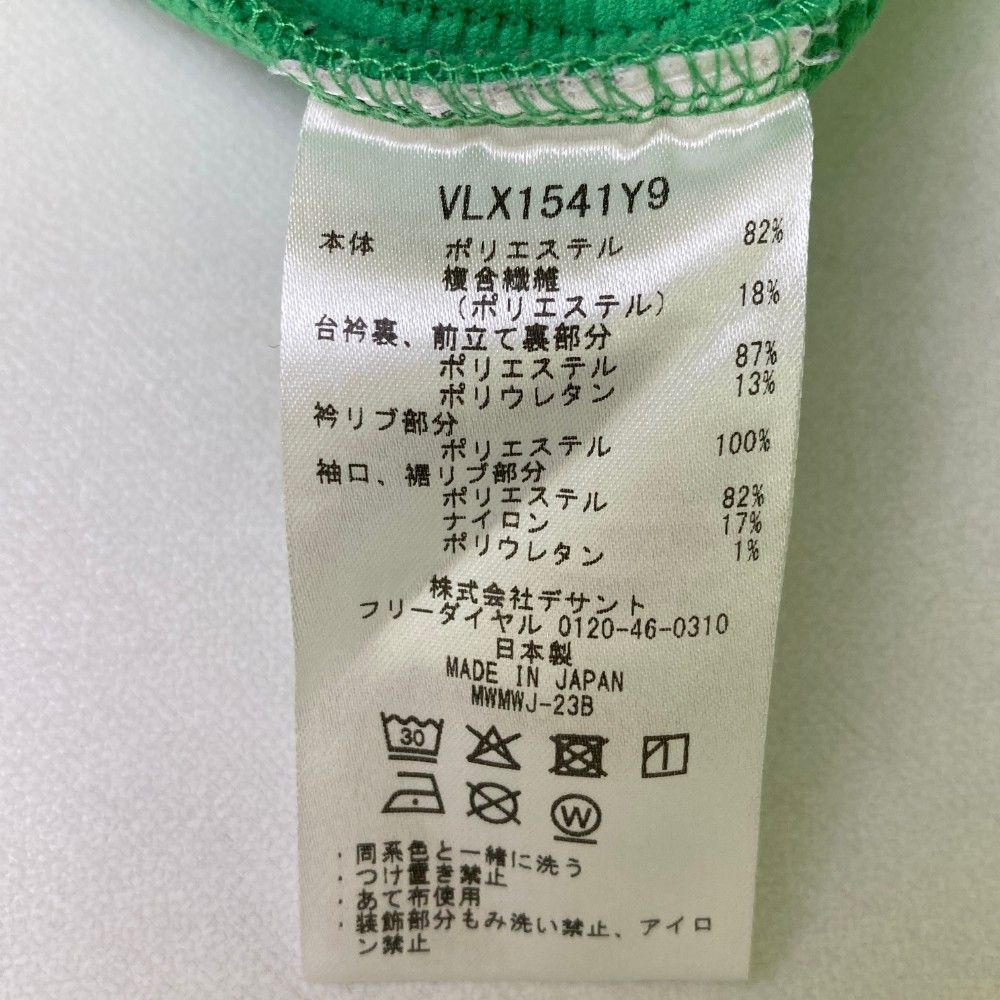 VLX1541Y9
本体 ポリエステル 82%
複合繊維
(ポリエステル) 18%
台衿裏、前立て裏部分
ポリエステル 87%
ポリウレタン 13%
衿リブ部分
ポリエステル 100%
袖口、裾リブ部分
ポリエステル 82%
ナイロン 17%
ポリウレタン 1%
株式会社デサント
フリーダイヤル 0120-46-0310
日本製
MADE IN JAPAN
MWMWJ-23B
30
W
・同系色と一緒に洗う
・つけ置き禁止
・あて布使用
・装飾部分もみ洗い禁止、アイロ
ン禁止